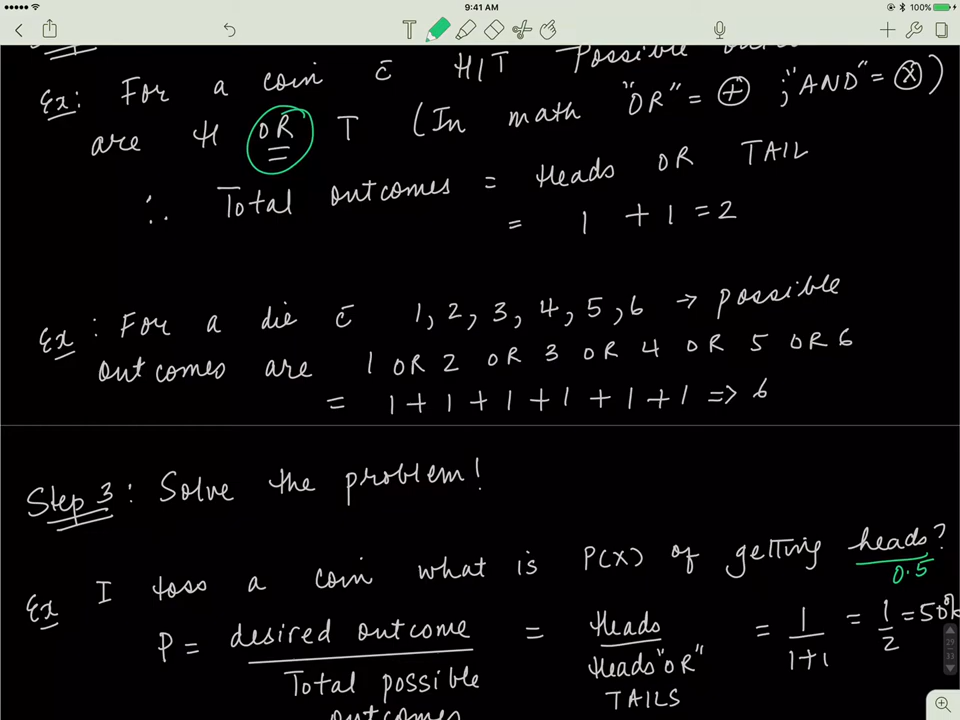 9:41 AM
100%
T
Ex: For a coin c̄ H/T Possible
are H OR T (In math "OR" = ⊕ ; "AND" = ⊗)
∴ Total outcomes = Heads OR TAIL
= 1 + 1 = 2
Ex: For a die c̄ 1, 2, 3, 4, 5, 6 → possible
outcomes are 1 OR 2 OR 3 OR 4 OR 5 OR 6
= 1 + 1 + 1 + 1 + 1 + 1 => 6
Step 3: Solve the problem!
Ex I toss a coin what is P(X) of getting heads?
0.5
P = desired outcome = Heads = 1 = 1 = 50%
Total possible Heads "OR" 1+1 2
outcomes TAILS